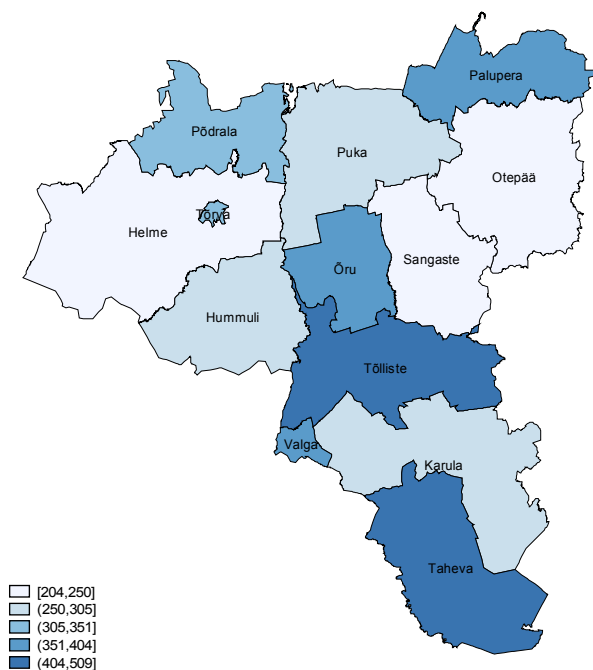 Palupera
Põdrala
Puka
Otepää
Tõrva
Helme
Sangaste
Õru
Hummuli
Tõlliste
Valga
Karula
Taheva
[204,250]
(250,305]
(305,351]
(351,404]
(404,509]